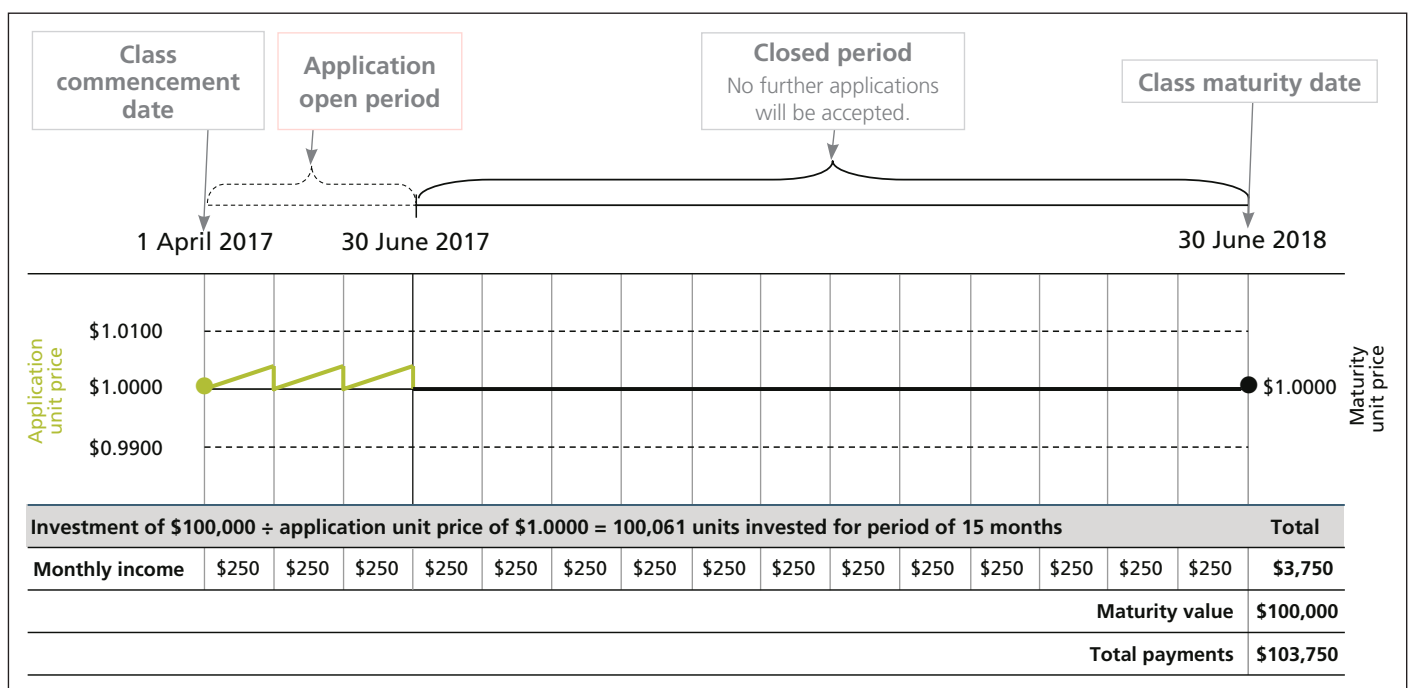 Class
commencement
date
Application
open period
Closed period
No further applications
will be accepted.
Class maturity date
1 April 2017
30 June 2017
30 June 2018
Application
unit price
$1.0100
$1.0000
$0.9900
$1.0000
Maturity
unit price
Investment of $100,000 ÷ application unit price of $1.0000 = 100,061 units invested for period of 15 months Total
Monthly income $250 $250 $250 $250 $250 $250 $250 $250 $250 $250 $250 $250 $250 $250 $250 $3,750
Maturity value $100,000
Total payments $103,750